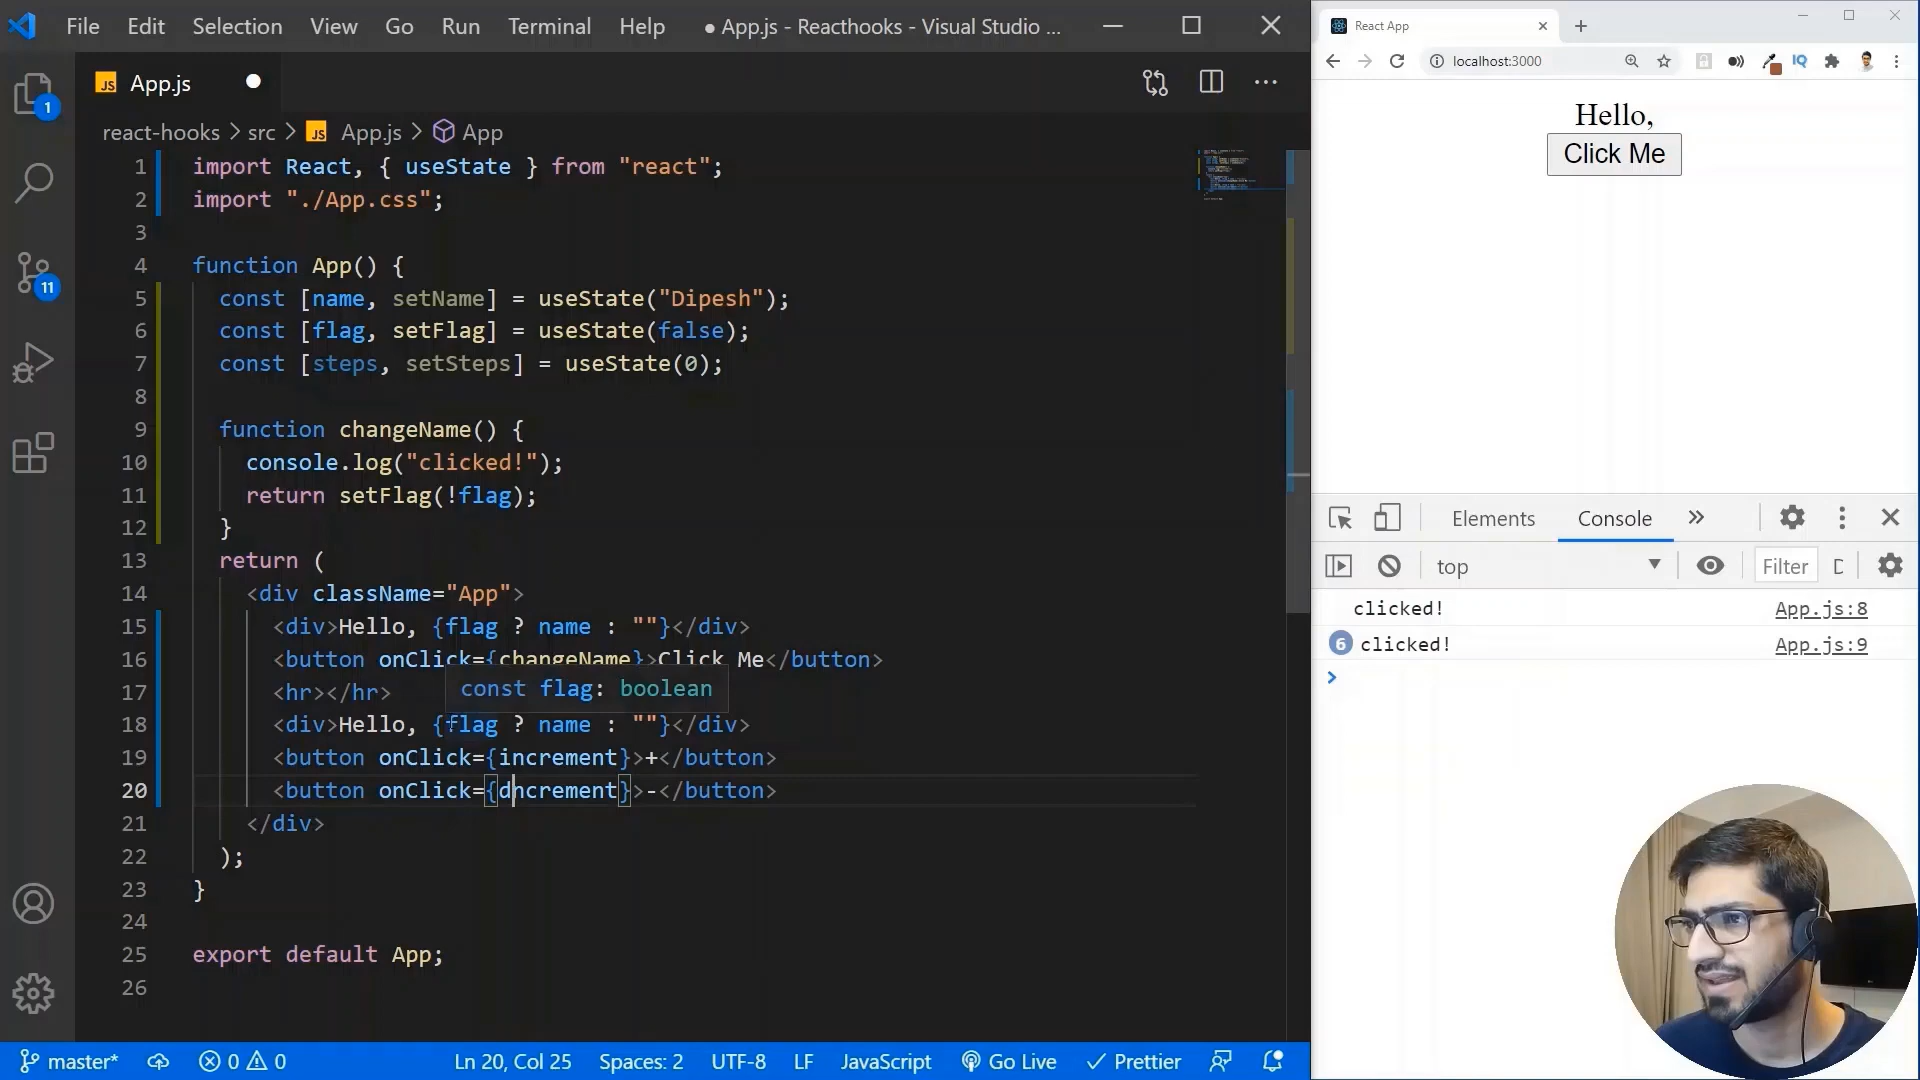 File Edit Selection View Go Run Terminal Help ● App.js - Reacthooks - Visual Studio ...
JS App.js
react-hooks > src > JS App.js > App
1 import React, { useState } from "react";
2 import "./App.css";
3
4 function App() {
5 const [name, setName] = useState("Dipesh");
6 const [flag, setFlag] = useState(false);
7 const [steps, setSteps] = useState(0);
8
9 function changeName() {
10 console.log("clicked!");
11 return setFlag(!flag);
12 }
13 return (
14 <div className="App">
15 <div>Hello, {flag ? name : ""}</div>
16 <button onClick={changeName}>Click Me</button>
const flag: boolean
17 <hr></hr>
18 <div>Hello, {flag ? name : ""}</div>
19 <button onClick={increment}>+</button>
20 <button onClick={dncrement}>-</button>
21 </div>
22 );
23 }
24
25 export default App;
26
1
11
master* 0 0 Ln 20, Col 25 Spaces: 2 UTF-8 LF JavaScript Go Live Prettier
React App
localhost:3000
IQ
Hello,
Click Me
Elements Console
top Filter D
clicked! App.js:8
6 clicked! App.js:9